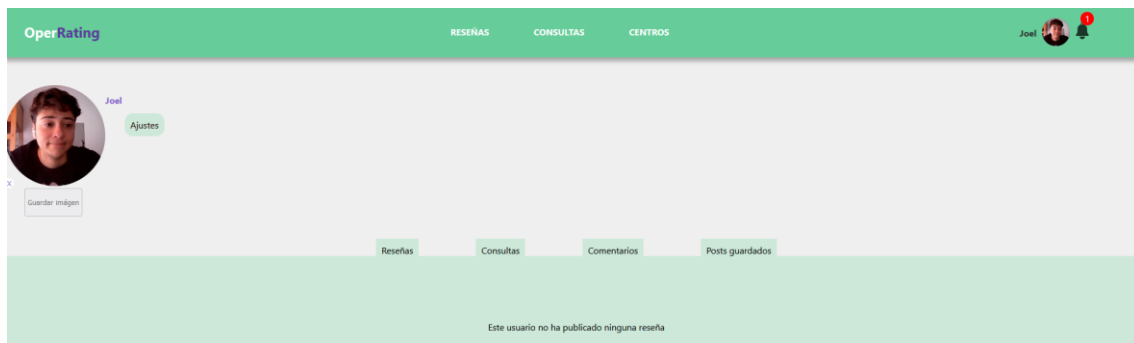 OperRating
RESEÑAS CONSULTAS CENTROS
Joel
1
Joel
Ajustes
x
Guardar imágen
Reseñas Consultas Comentarios Posts guardados
Este usuario no ha publicado ninguna reseña